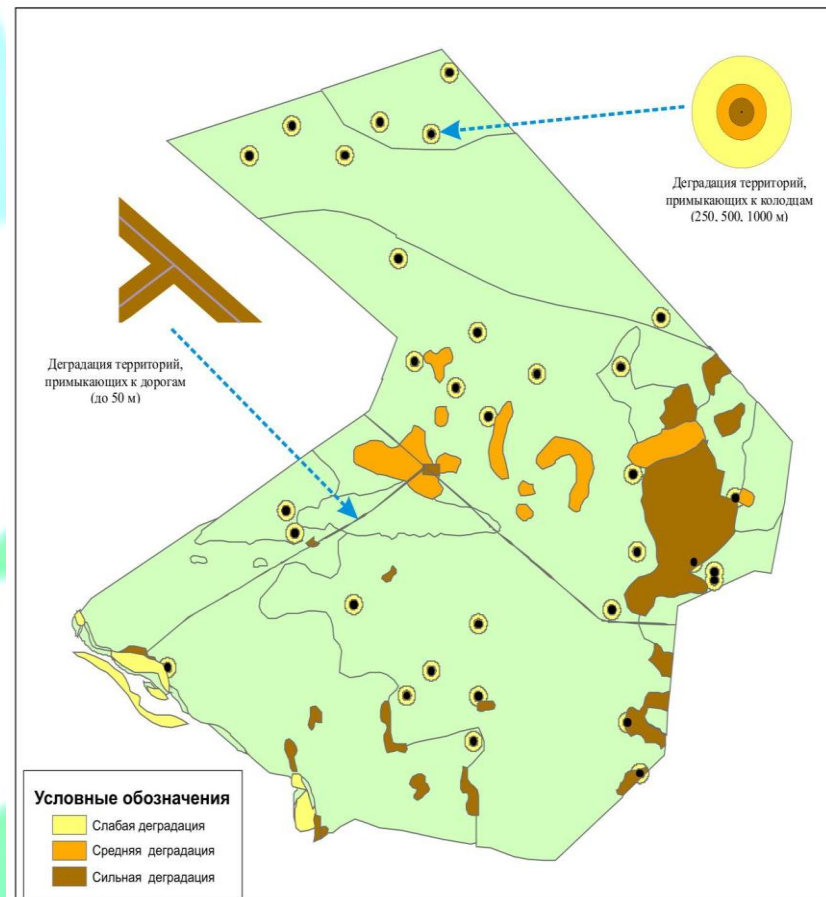 Деградация территорий,
примыкающих к колодцам
(250, 500, 1000 м)
Деградация территорий,
примыкающих к дорогам
(до 50 м)
Условные обозначения
Слабая деградация
Средняя деградация
Сильная деградация